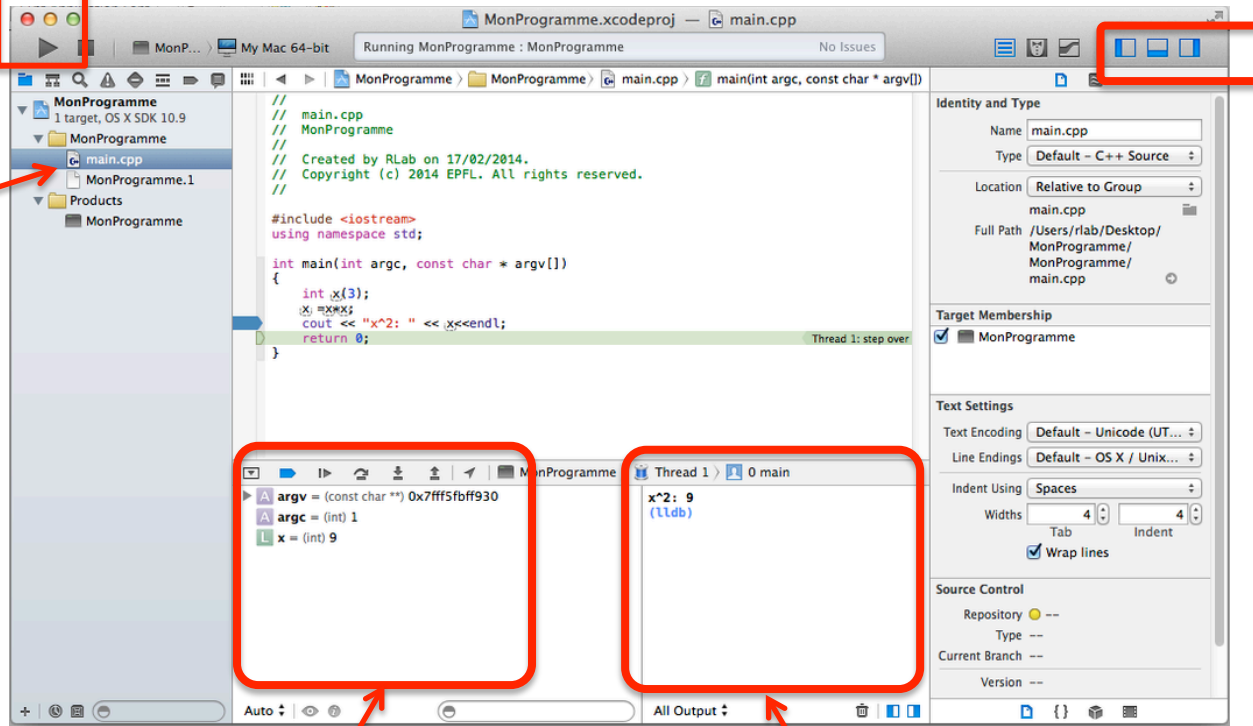 MonProgramme.xcodeproj — main.cpp
MonP... My Mac 64-bit
Running MonProgramme : MonProgramme No Issues
MonProgramme MonProgramme main.cpp main(int argc, const char * argv[])
MonProgramme
1 target, OS X SDK 10.9
MonProgramme
main.cpp
MonProgramme.1
Products
MonProgramme
//
// main.cpp
// MonProgramme
//
// Created by RLab on 17/02/2014.
// Copyright (c) 2014 EPFL. All rights reserved.
//
#include <iostream>
using namespace std;
int main(int argc, const char * argv[])
{
int x(3);
x =x*x;
cout << "x^2: " << x<<endl;
return 0; Thread 1: step over
}
MonProgramme Thread 1 0 main
A argv = (const char **) 0x7fff5fbff930
A argc = (int) 1
L x = (int) 9
x^2: 9
(lldb)
Auto
All Output
Identity and Type
Name main.cpp
Type Default – C++ Source
Location Relative to Group
main.cpp
Full Path /Users/rlab/Desktop/
MonProgramme/
MonProgramme/
main.cpp
Target Membership
MonProgramme
Text Settings
Text Encoding Default – Unicode (UT...
Line Endings Default – OS X / Unix...
Indent Using Spaces
Widths 4 4
Tab Indent
Wrap lines
Source Control
Repository --
Type --
Current Branch --
Version --